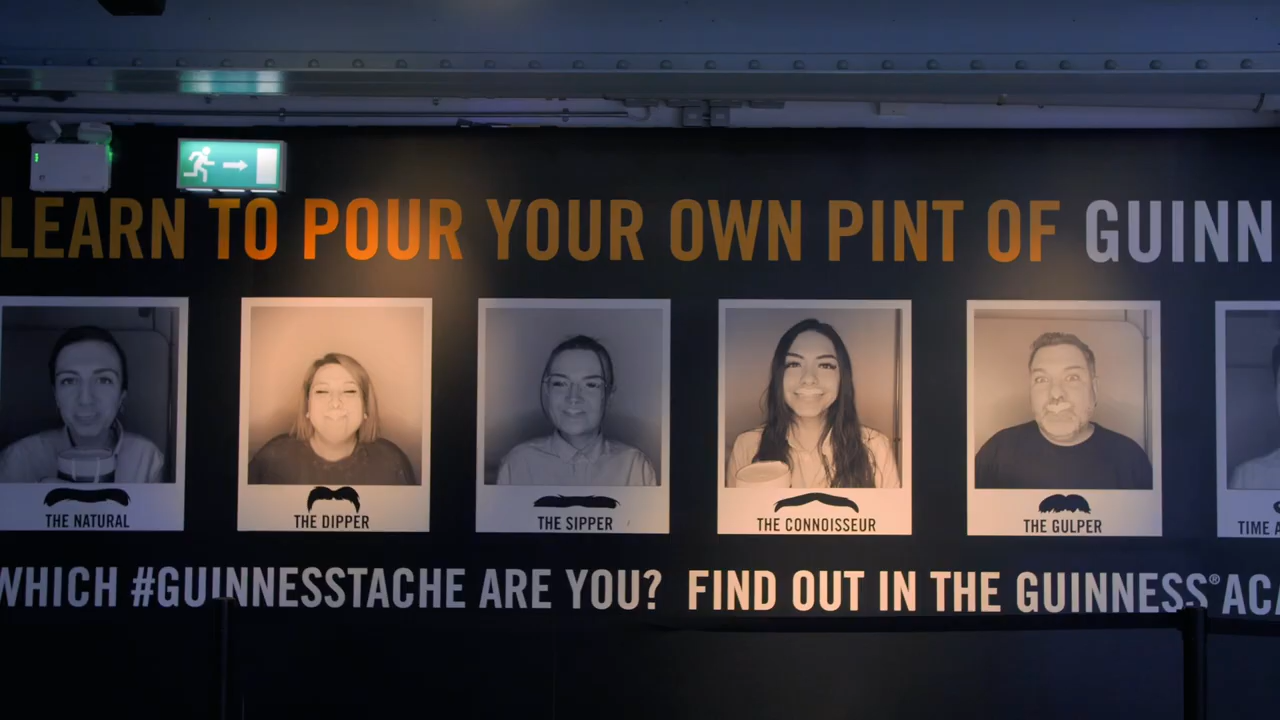 LEARN TO POUR YOUR OWN PINT OF GUINN
THE NATURAL
THE DIPPER
THE SIPPER
THE CONNOISSEUR
THE GULPER
TIME A
WHICH #GUINNESSTACHE ARE YOU? FIND OUT IN THE GUINNESS® ACA